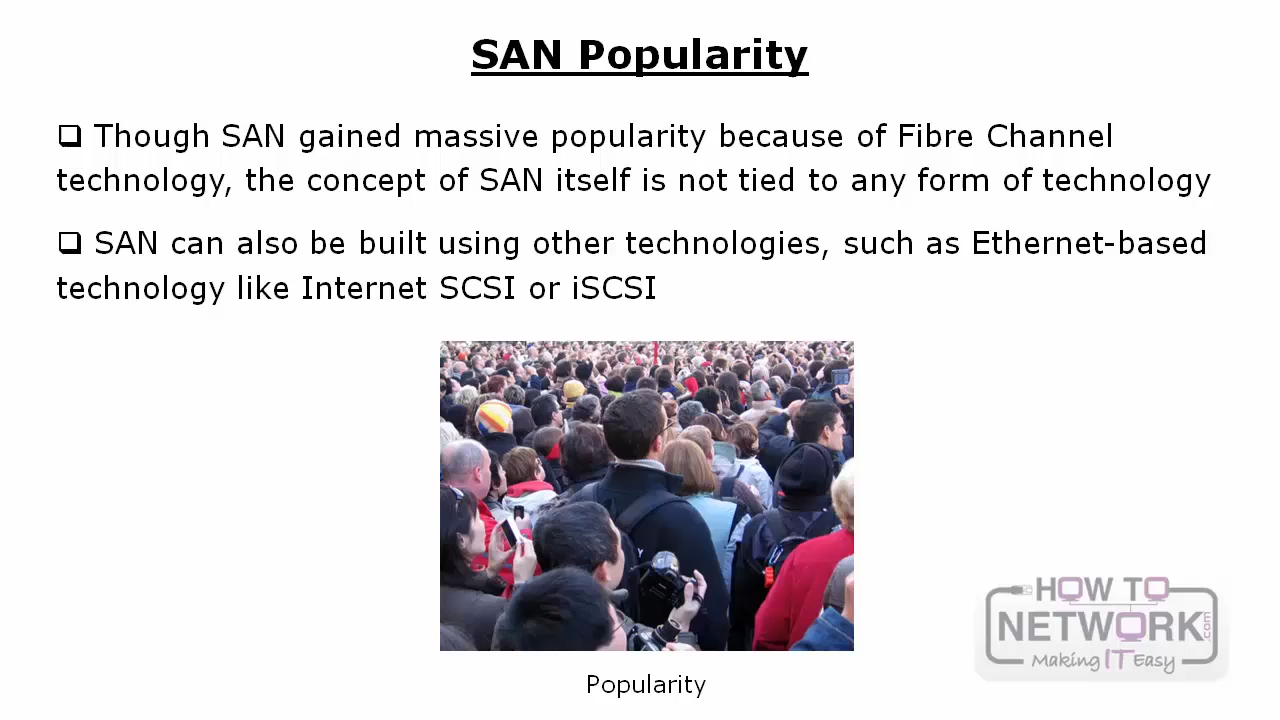 SAN Popularity
❑ Though SAN gained massive popularity because of Fibre Channel
technology, the concept of SAN itself is not tied to any form of technology
❑ SAN can also be built using other technologies, such as Ethernet-based
technology like Internet SCSI or iSCSI
Popularity
HOW TO
NETWORK.com
Making IT Easy